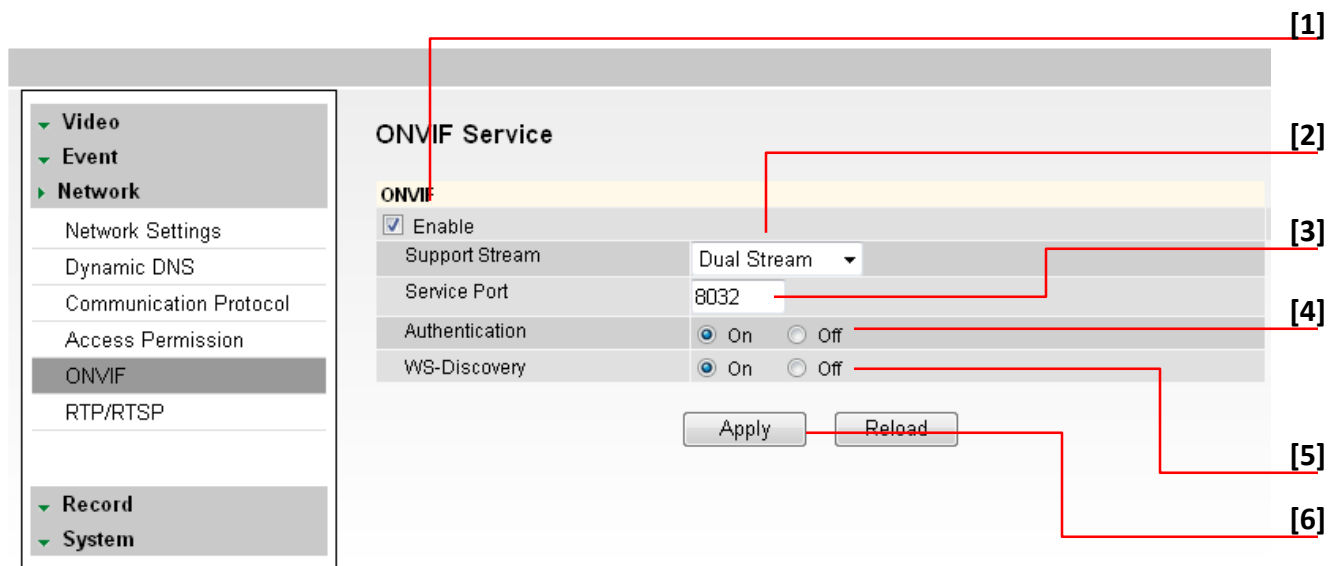 [1]
Video
Event
Network
Network Settings
Dynamic DNS
Communication Protocol
Access Permission
ONVIF
RTP/RTSP
Record
System
ONVIF Service
ONVIF
Enable
Support Stream Dual Stream
Service Port 8032
Authentication On Off
WS-Discovery On Off
Apply Reload
[2]
[3]
[4]
[5]
[6]